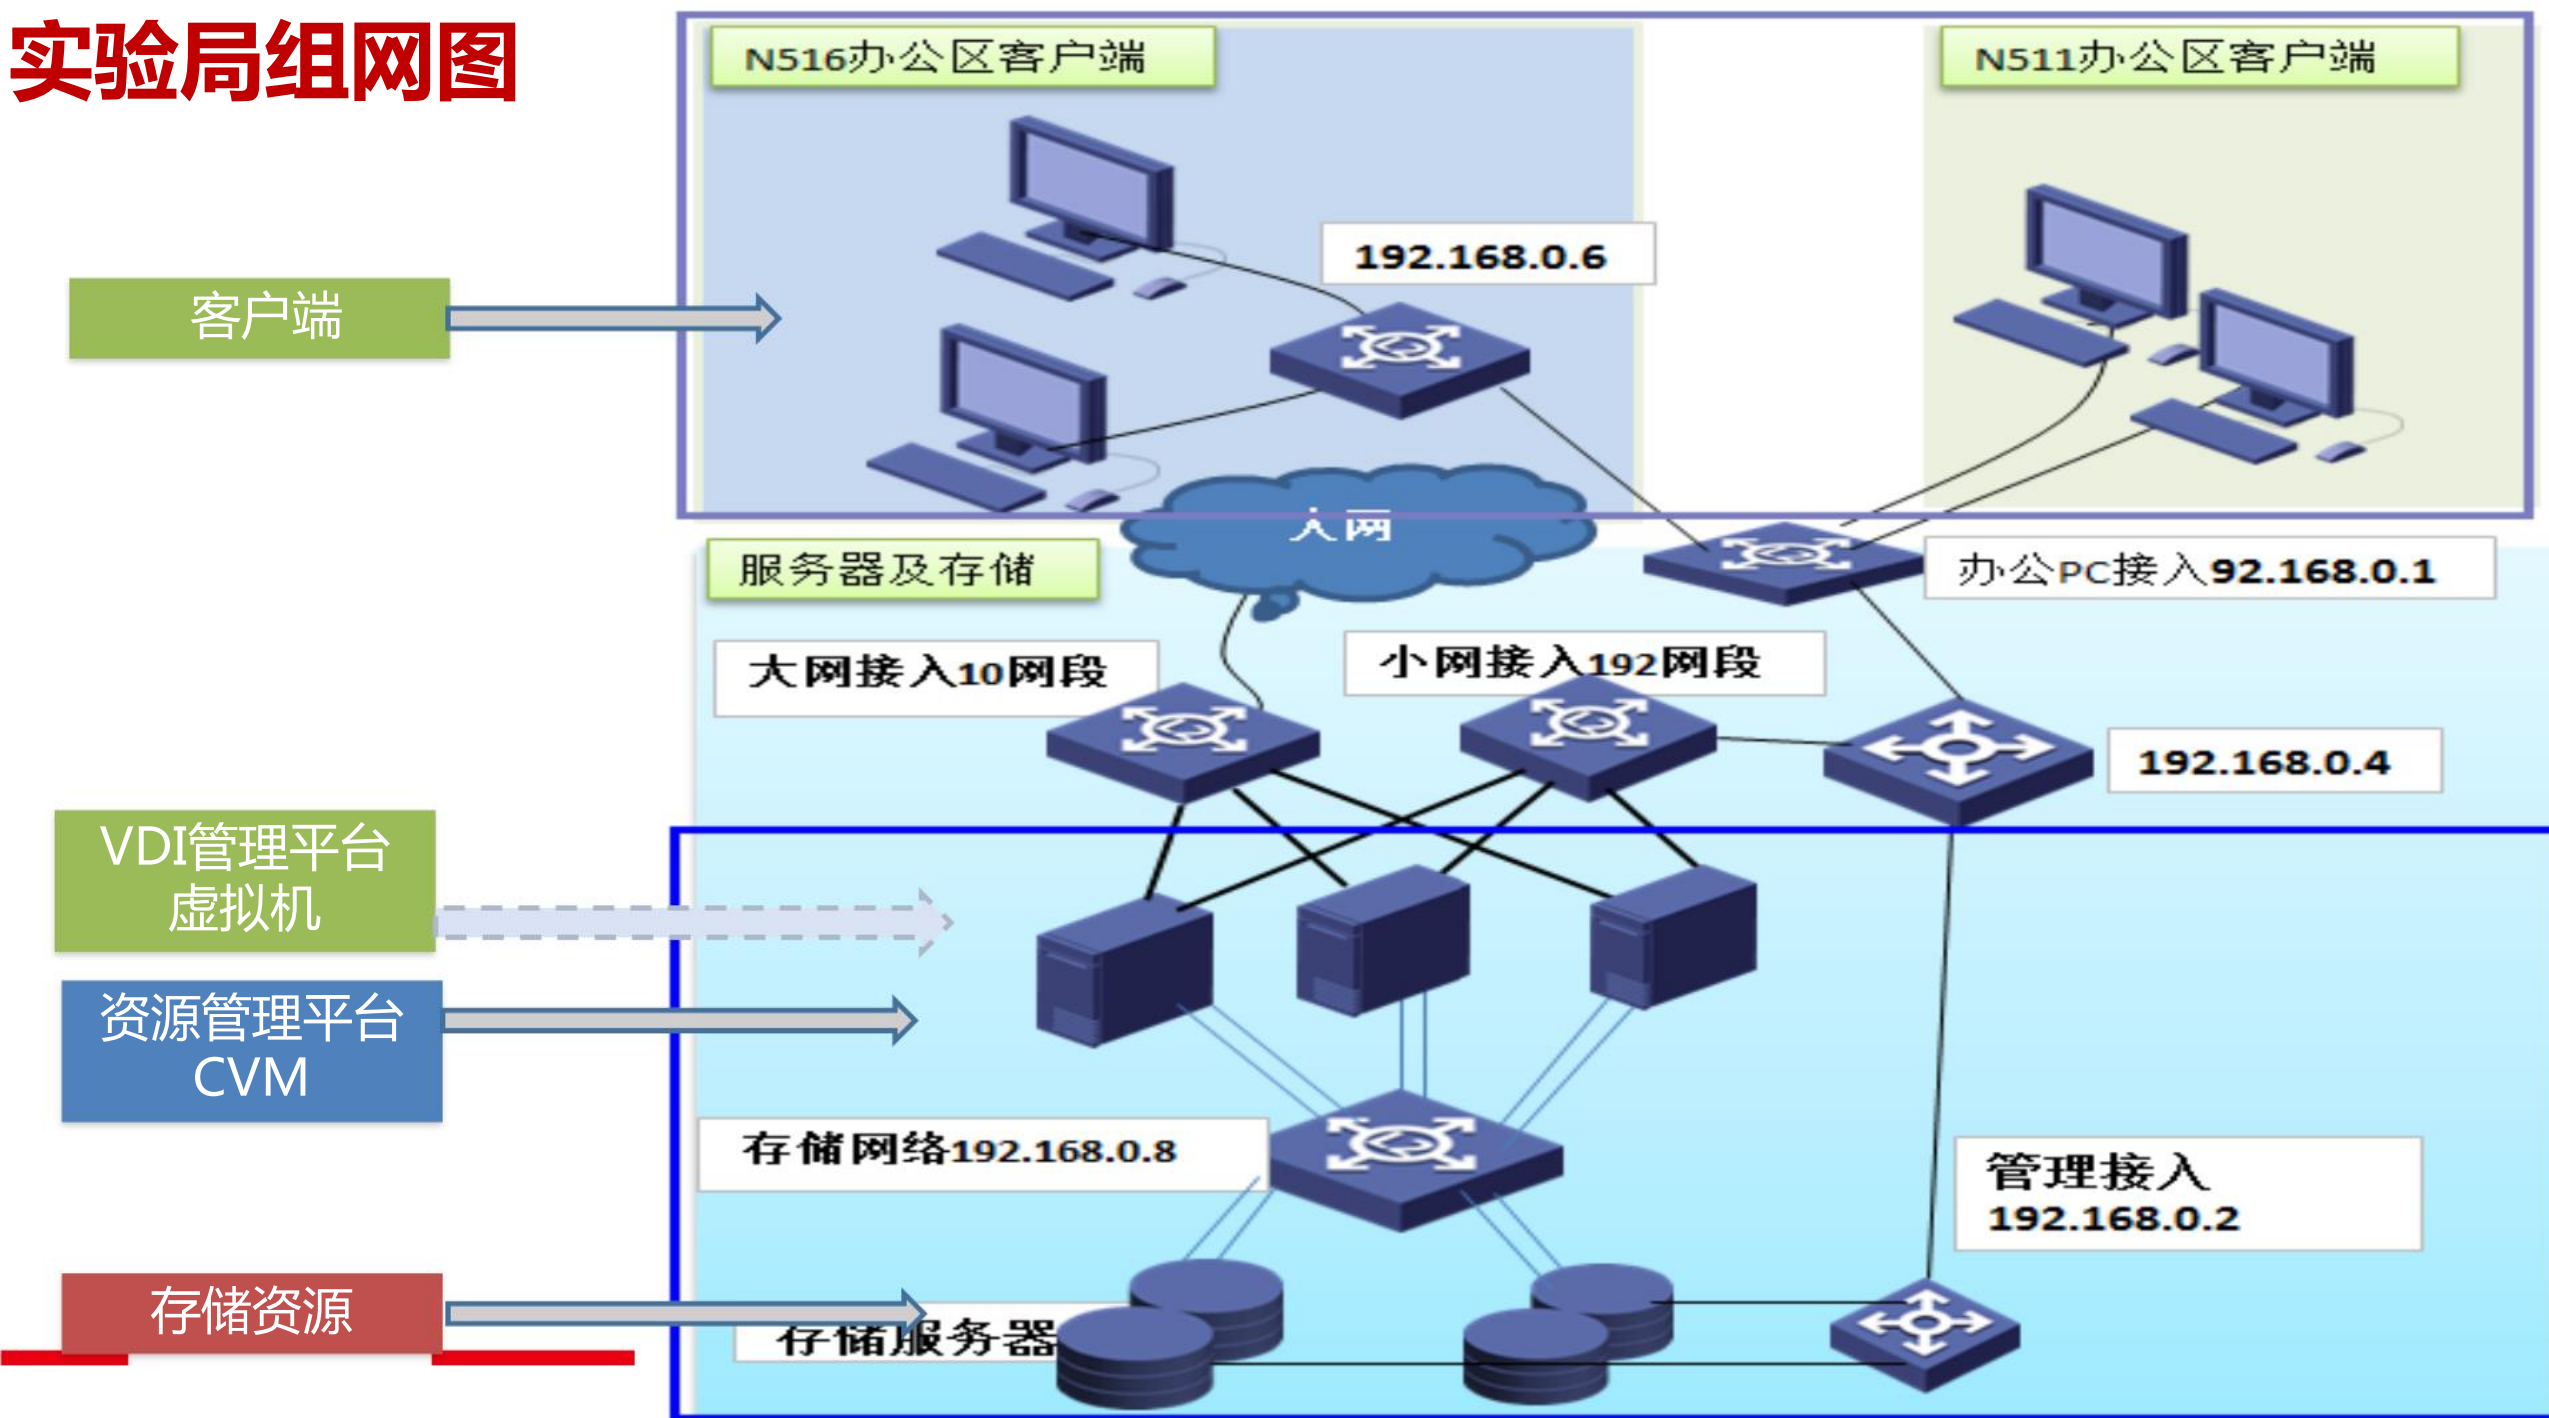 实验局组网图
N516办公区客户端
N511办公区客户端
192.168.0.6
客户端
大网
服务器及存储
办公PC接入92.168.0.1
大网接入10网段
小网接入192网段
192.168.0.4
VDI管理平台
虚拟机
资源管理平台
CVM
存储网络192.168.0.8
管理接入
192.168.0.2
存储资源
存储服务器